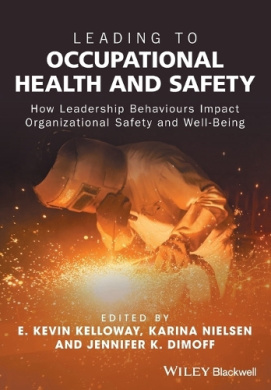 LEADING TO
OCCUPATIONAL
HEALTH AND SAFETY
How Leadership Behaviours Impact
Organizational Safety and Well-Being
EDITED BY
E. KEVIN KELLOWAY, KARINA NIELSEN
AND JENNIFER K. DIMOFF
WILEY Blackwell